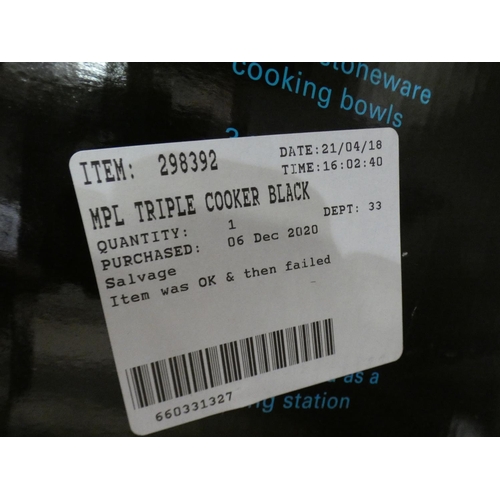 stoneware
cooking bowls
ITEM: 298392
DATE:21/04/18
TIME:16:02:40
MPL TRIPLE COOKER BLACK
QUANTITY: 1
DEPT: 33
PURCHASED: 06 Dec 2020
Salvage
Item was OK & then failed
660331327
as a
station